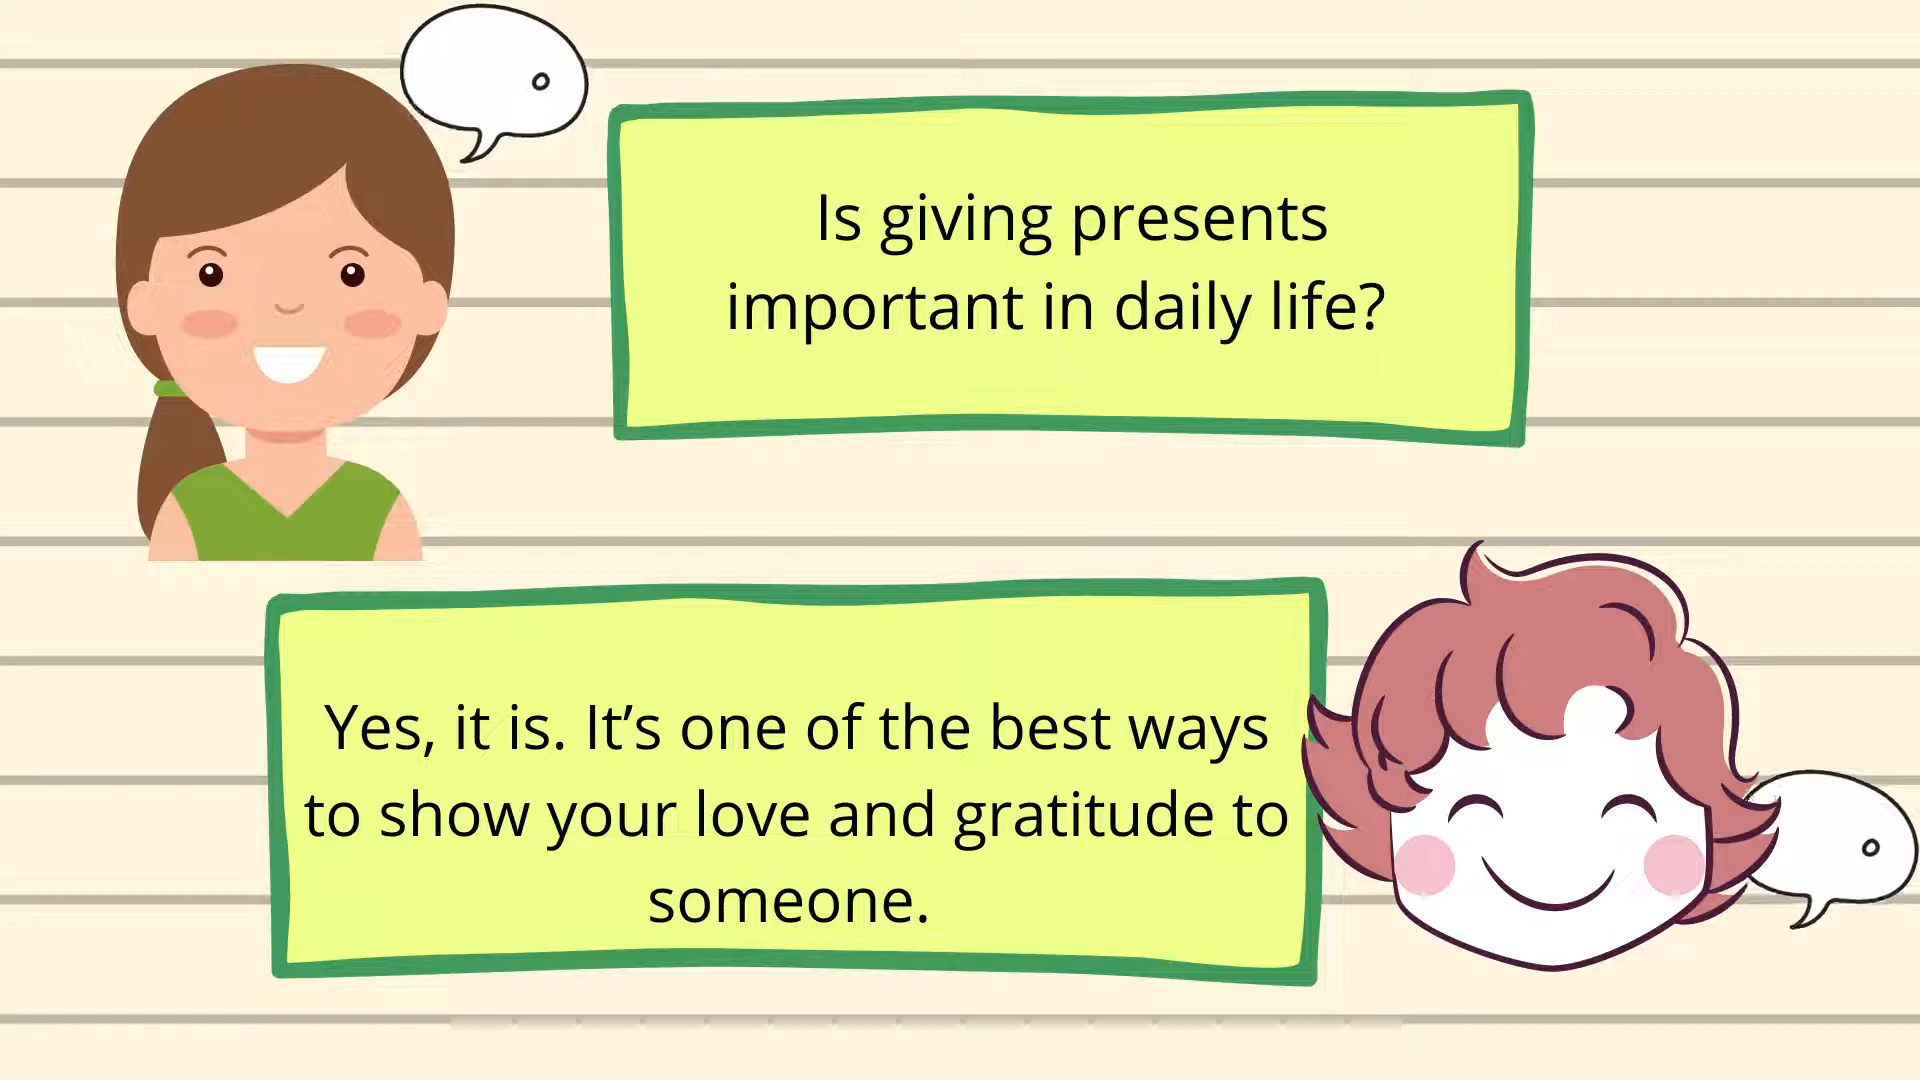 Is giving presents
important in daily life?
Yes, it is. It’s one of the best ways
to show your love and gratitude to
someone.